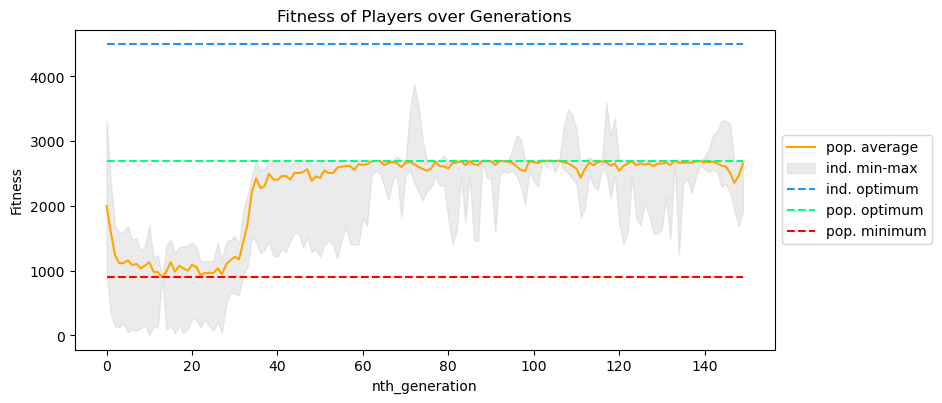 Fitness of Players over Generations
Fitness
4000
3000
2000
1000
0
0 20 40 60 80 100 120 140
nth_generation
pop. average
ind. min-max
ind. optimum
pop. optimum
pop. minimum